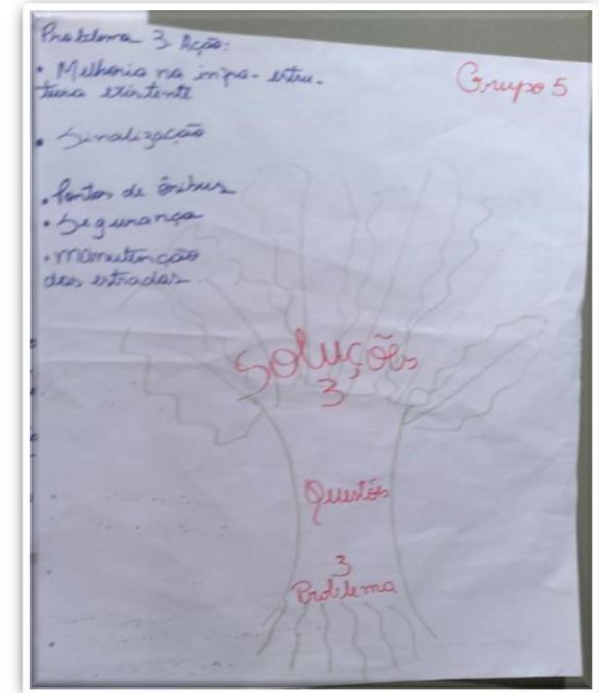 Problema 3 Ação:
• Melhoria na infra-estru-
tura existente
Grupo 5
• Sinalização
• Pontos de ônibus
• Segurança
• Manutenção
das estradas
Soluções
3
Questões
3
Problema